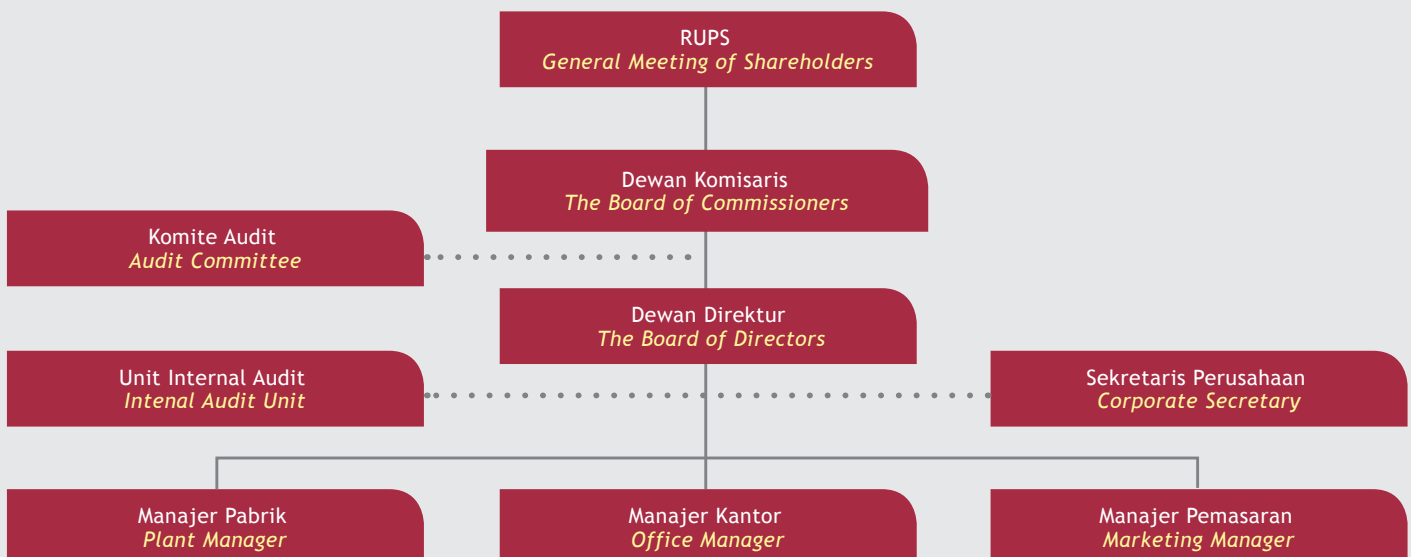 RUPS
General Meeting of Shareholders
Dewan Komisaris
The Board of Commissioners
Komite Audit
Audit Committee
Dewan Direktur
The Board of Directors
Unit Internal Audit
Intenal Audit Unit
Sekretaris Perusahaan
Corporate Secretary
Manajer Pabrik
Plant Manager
Manajer Kantor
Office Manager
Manajer Pemasaran
Marketing Manager